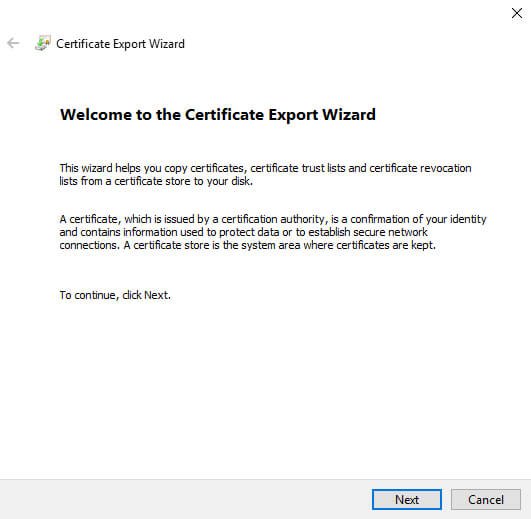 Certificate Export Wizard
Welcome to the Certificate Export Wizard
This wizard helps you copy certificates, certificate trust lists and certificate revocation
lists from a certificate store to your disk.
A certificate, which is issued by a certification authority, is a confirmation of your identity
and contains information used to protect data or to establish secure network
connections. A certificate store is the system area where certificates are kept.
To continue, click Next.
Next Cancel